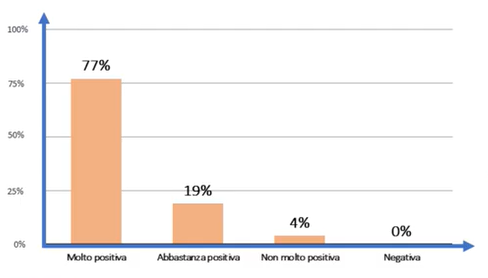 100%
77%
75%
50%
25%
19%
4%
0%
0%
Molto positiva
Abbastanza positiva
Non molto positiva
Negativa